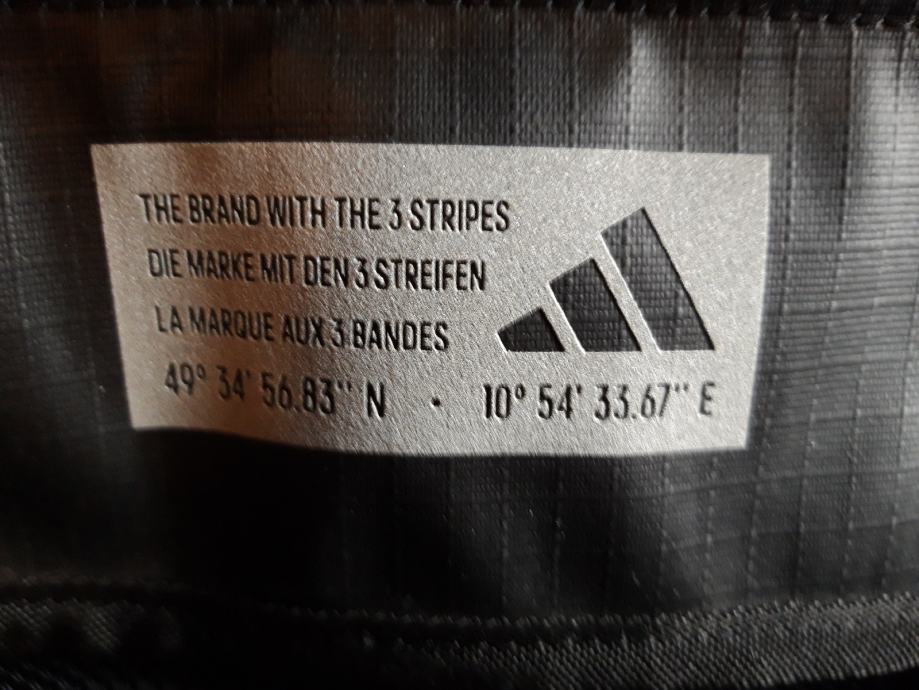 THE BRAND WITH THE 3 STRIPES
DIE MARKE MIT DEN 3 STREIFEN
LA MARQUE AUX 3 BANDES
49° 34' 56.83'' N · 10° 54' 33.67'' E